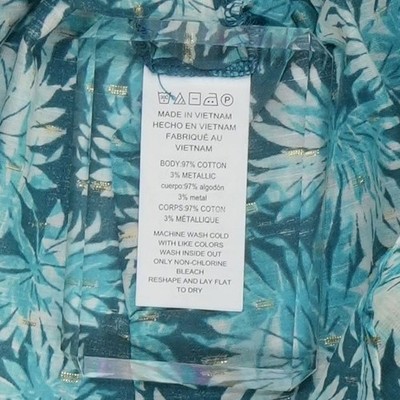 MADE IN VIETNAM
HECHO EN VIETNAM
FABRIQUÉ AU
VIETNAM
BODY:97% COTTON
3% METALLIC
cuerpo:97% algodón
3% metal
CORPS:97% COTON
3% MÉTALLIQUE
MACHINE WASH COLD
WITH LIKE COLORS
WASH INSIDE OUT
ONLY NON-CHLORINE
BLEACH
RESHAPE AND LAY FLAT
TO DRY